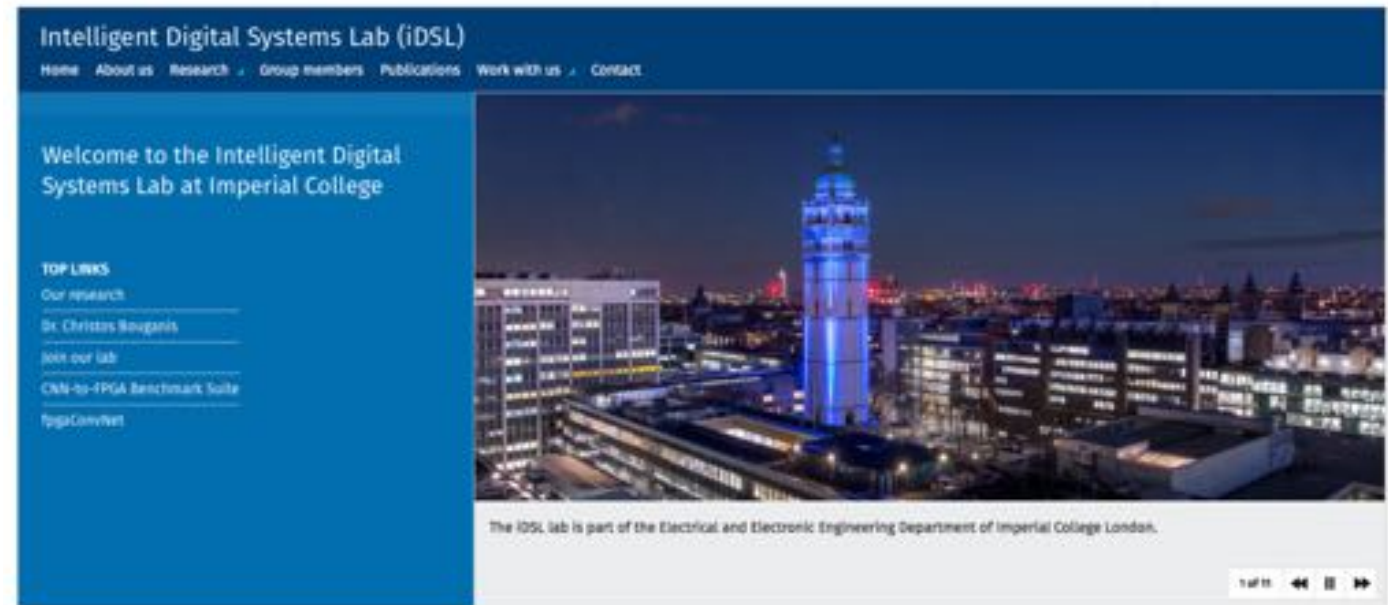 Intelligent Digital Systems Lab (iDSL)
Home About us Research Group members Publications Work with us Contact
Welcome to the Intelligent Digital
Systems Lab at Imperial College
TOP LINKS
Our research
Dr. Christos Bouganis
Join our lab
CNN-to-FPGA Benchmark Suite
fpgaConvNet
The iDSL lab is part of the Electrical and Electronic Engineering Department of Imperial College London.
1 of 11